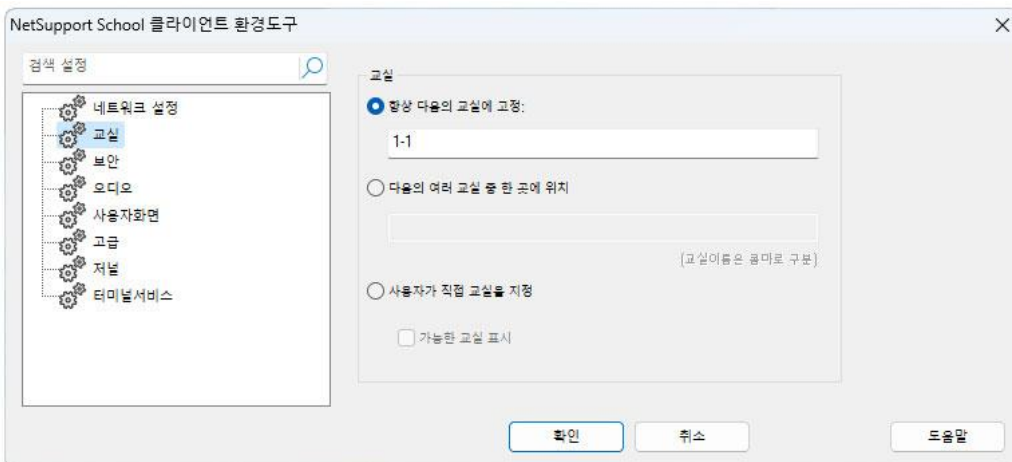 NetSupport School 클라이언트 환경도구
검색 설정
네트워크 설정
교실
보안
오디오
사용자화면
고급
저널
터미널서비스
교실
항상 다음의 교실에 고정:
1-1
다음의 여러 교실 중 한 곳에 위치
(교실이름은 콤마로 구분)
사용자가 직접 교실을 지정
가능한 교실 표시
확인
취소
도움말